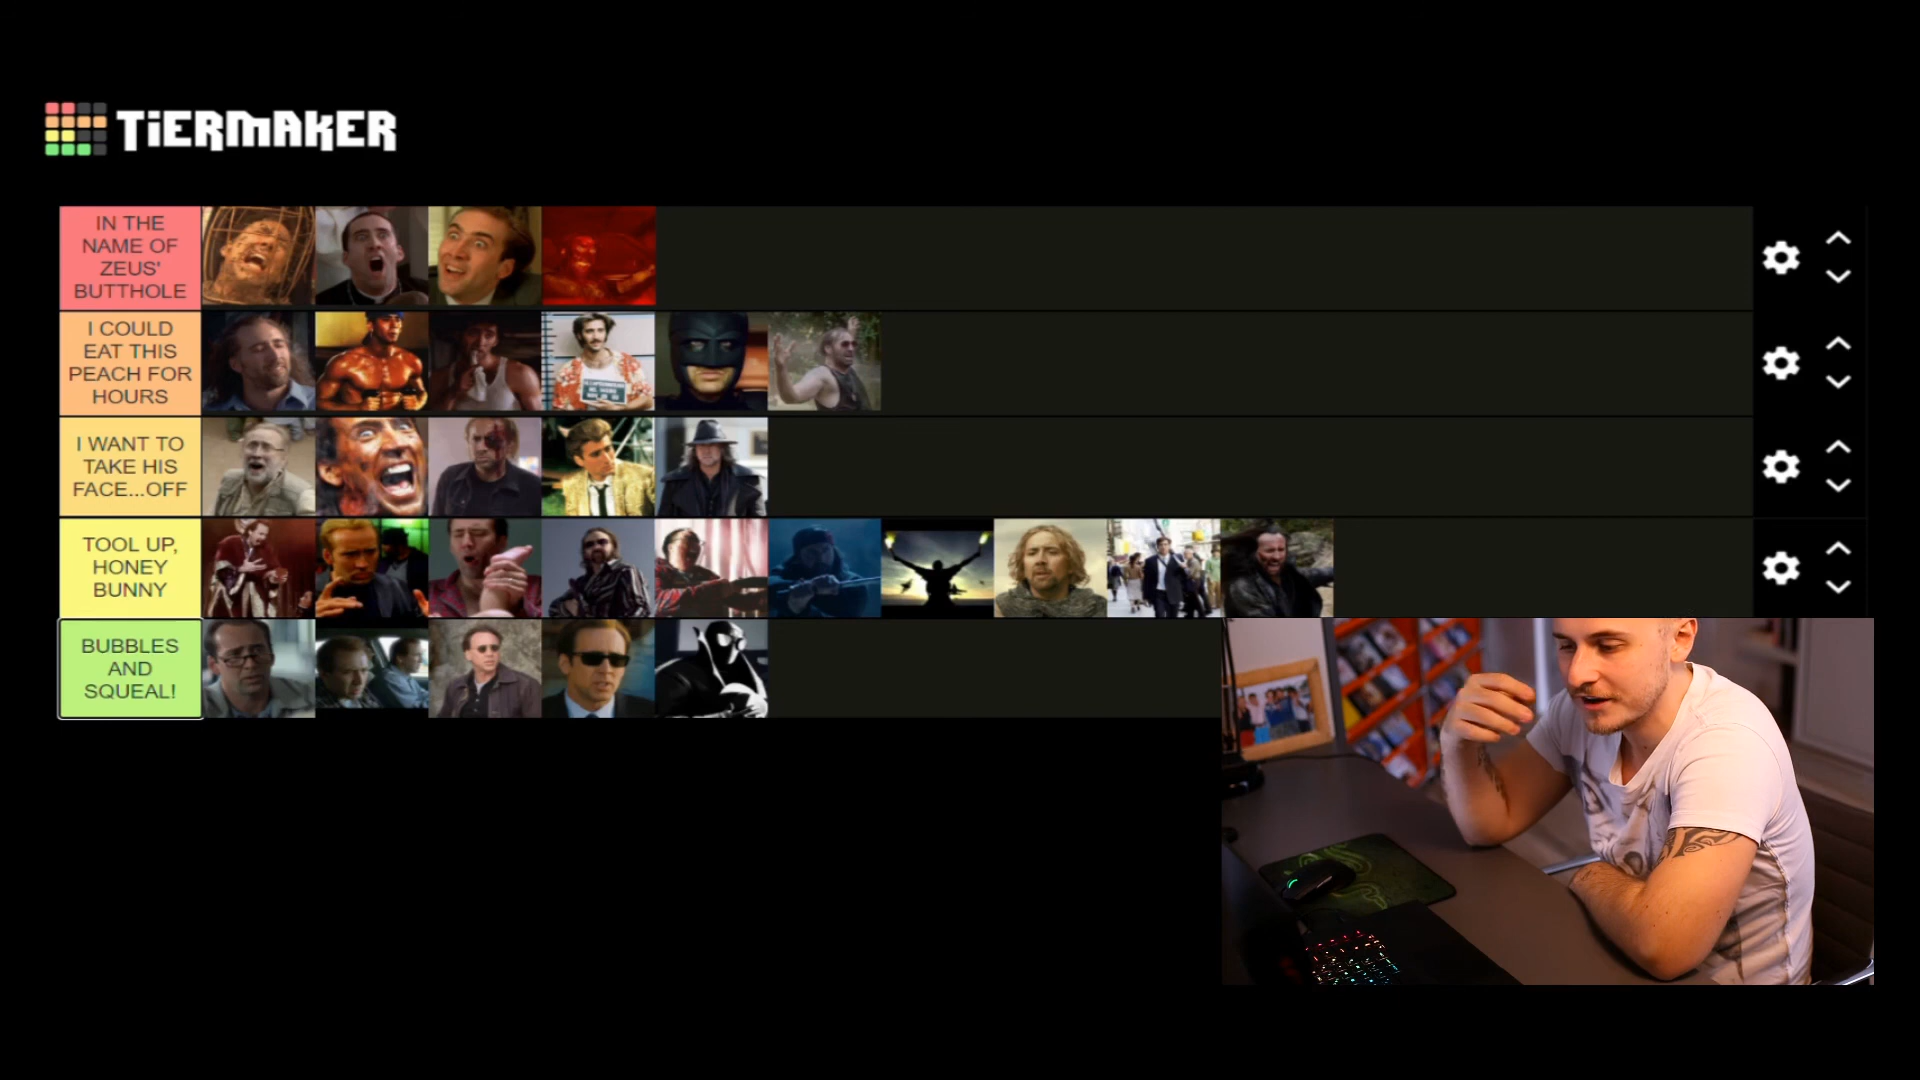 TiERMAKER
IN THE
NAME OF
ZEUS'
BUTTHOLE
I COULD
EAT THIS
PEACH FOR
HOURS
I WANT TO
TAKE HIS
FACE...OFF
TOOL UP,
HONEY
BUNNY
BUBBLES
AND
SQUEAL!